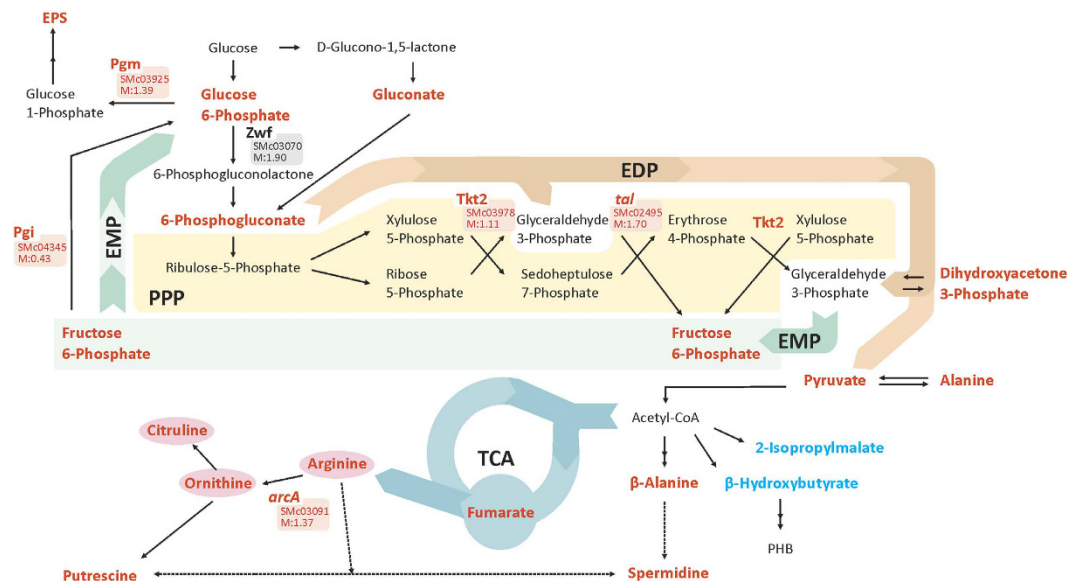 EPS
Pgm
SMc03925
M:1.39
Glucose
1-Phosphate
Glucose
D-Glucono-1,5-lactone
Glucose
6-Phosphate
Gluconate
Zwf
SMc03070
M:1.90
6-Phosphogluconolactone
EDP
6-Phosphogluconate
Pgi
SMc04345
M:0.43
EMP
Ribulose-5-Phosphate
PPP
Xylulose
5-Phosphate
Ribose
5-Phosphate
Tkt2
SMc03978
M:1.11
Glyceraldehyde
3-Phosphate
Sedoheptulose
7-Phosphate
tal
SMc02495
M:1.70
Erythrose
4-Phosphate
Tkt2
Xylulose
5-Phosphate
Glyceraldehyde
3-Phosphate
Dihydroxyacetone
3-Phosphate
Fructose
6-Phosphate
Fructose
6-Phosphate
EMP
Pyruvate
Alanine
Acetyl-CoA
TCA
Fumarate
Citruline
Ornithine
Arginine
arcA
SMc03091
M:1.37
2-Isopropylmalate
β-Alanine
β-Hydroxybutyrate
PHB
Putrescine
Spermidine